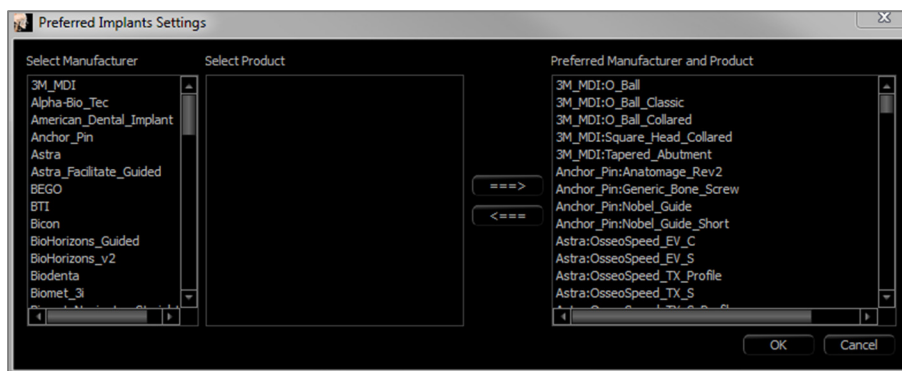 Preferred Implants Settings
Select Manufacturer
3M_MDI
Alpha-Bio_Tec
American_Dental_Implant
Anchor_Pin
Astra
Astra_Facilitate_Guided
BEGO
BTI
Bicon
BioHorizons_Guided
BioHorizons_v2
Biodenta
Biomet_3i
Select Product
===>
<===
Preferred Manufacturer and Product
3M_MDI:O_Ball
3M_MDI:O_Ball_Classic
3M_MDI:O_Ball_Collared
3M_MDI:Square_Head_Collared
3M_MDI:Tapered_Abutment
Anchor_Pin:Anatomage_Rev2
Anchor_Pin:Generic_Bone_Screw
Anchor_Pin:Nobel_Guide
Anchor_Pin:Nobel_Guide_Short
Astra:OsseoSpeed_EV_C
Astra:OsseoSpeed_EV_S
Astra:OsseoSpeed_TX_Profile
Astra:OsseoSpeed_TX_S
OK
Cancel